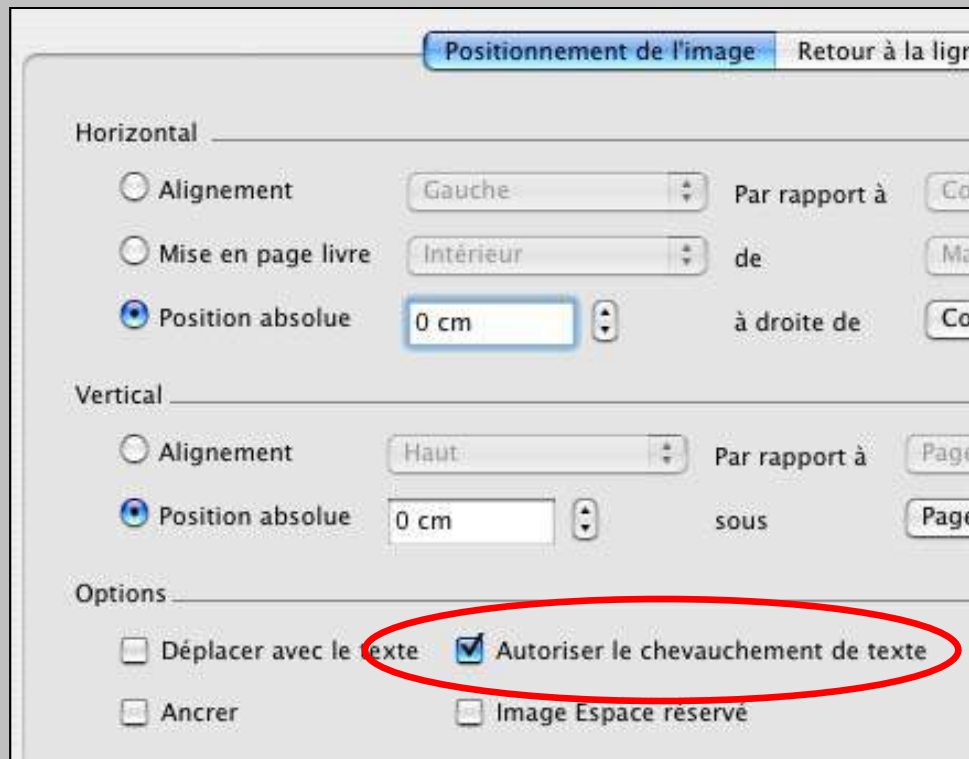 Positionnement de l'image Retour à la
Horizontal
Alignement Gauche Par rapport à
Mise en page livre Intérieur de
Position absolue 0 cm à droite de
Vertical
Alignement Haut Par rapport à Page
Position absolue 0 cm sous Page
Options
Déplacer avec le texte Autoriser le chevauchement de texte
Ancrer Image Espace réservé